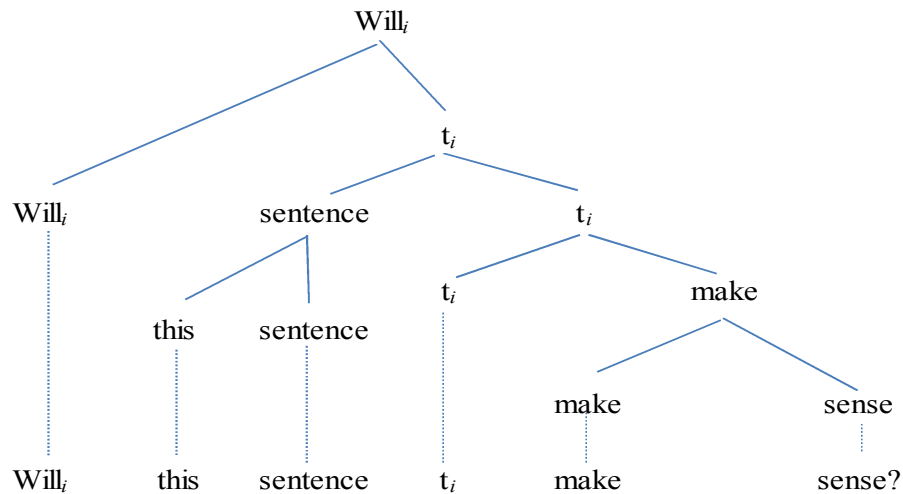 Will𝑖
t𝑖
Will𝑖 sentence t𝑖
t𝑖 make
this sentence
make sense
Will𝑖 this sentence t𝑖 make sense?